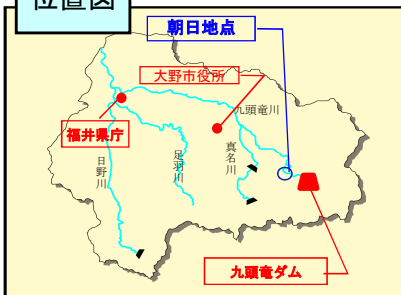 位置図
朝日地点
大野市役所
九頭竜川
福井県庁
日野川
足羽川
真名川
九頭竜ダム